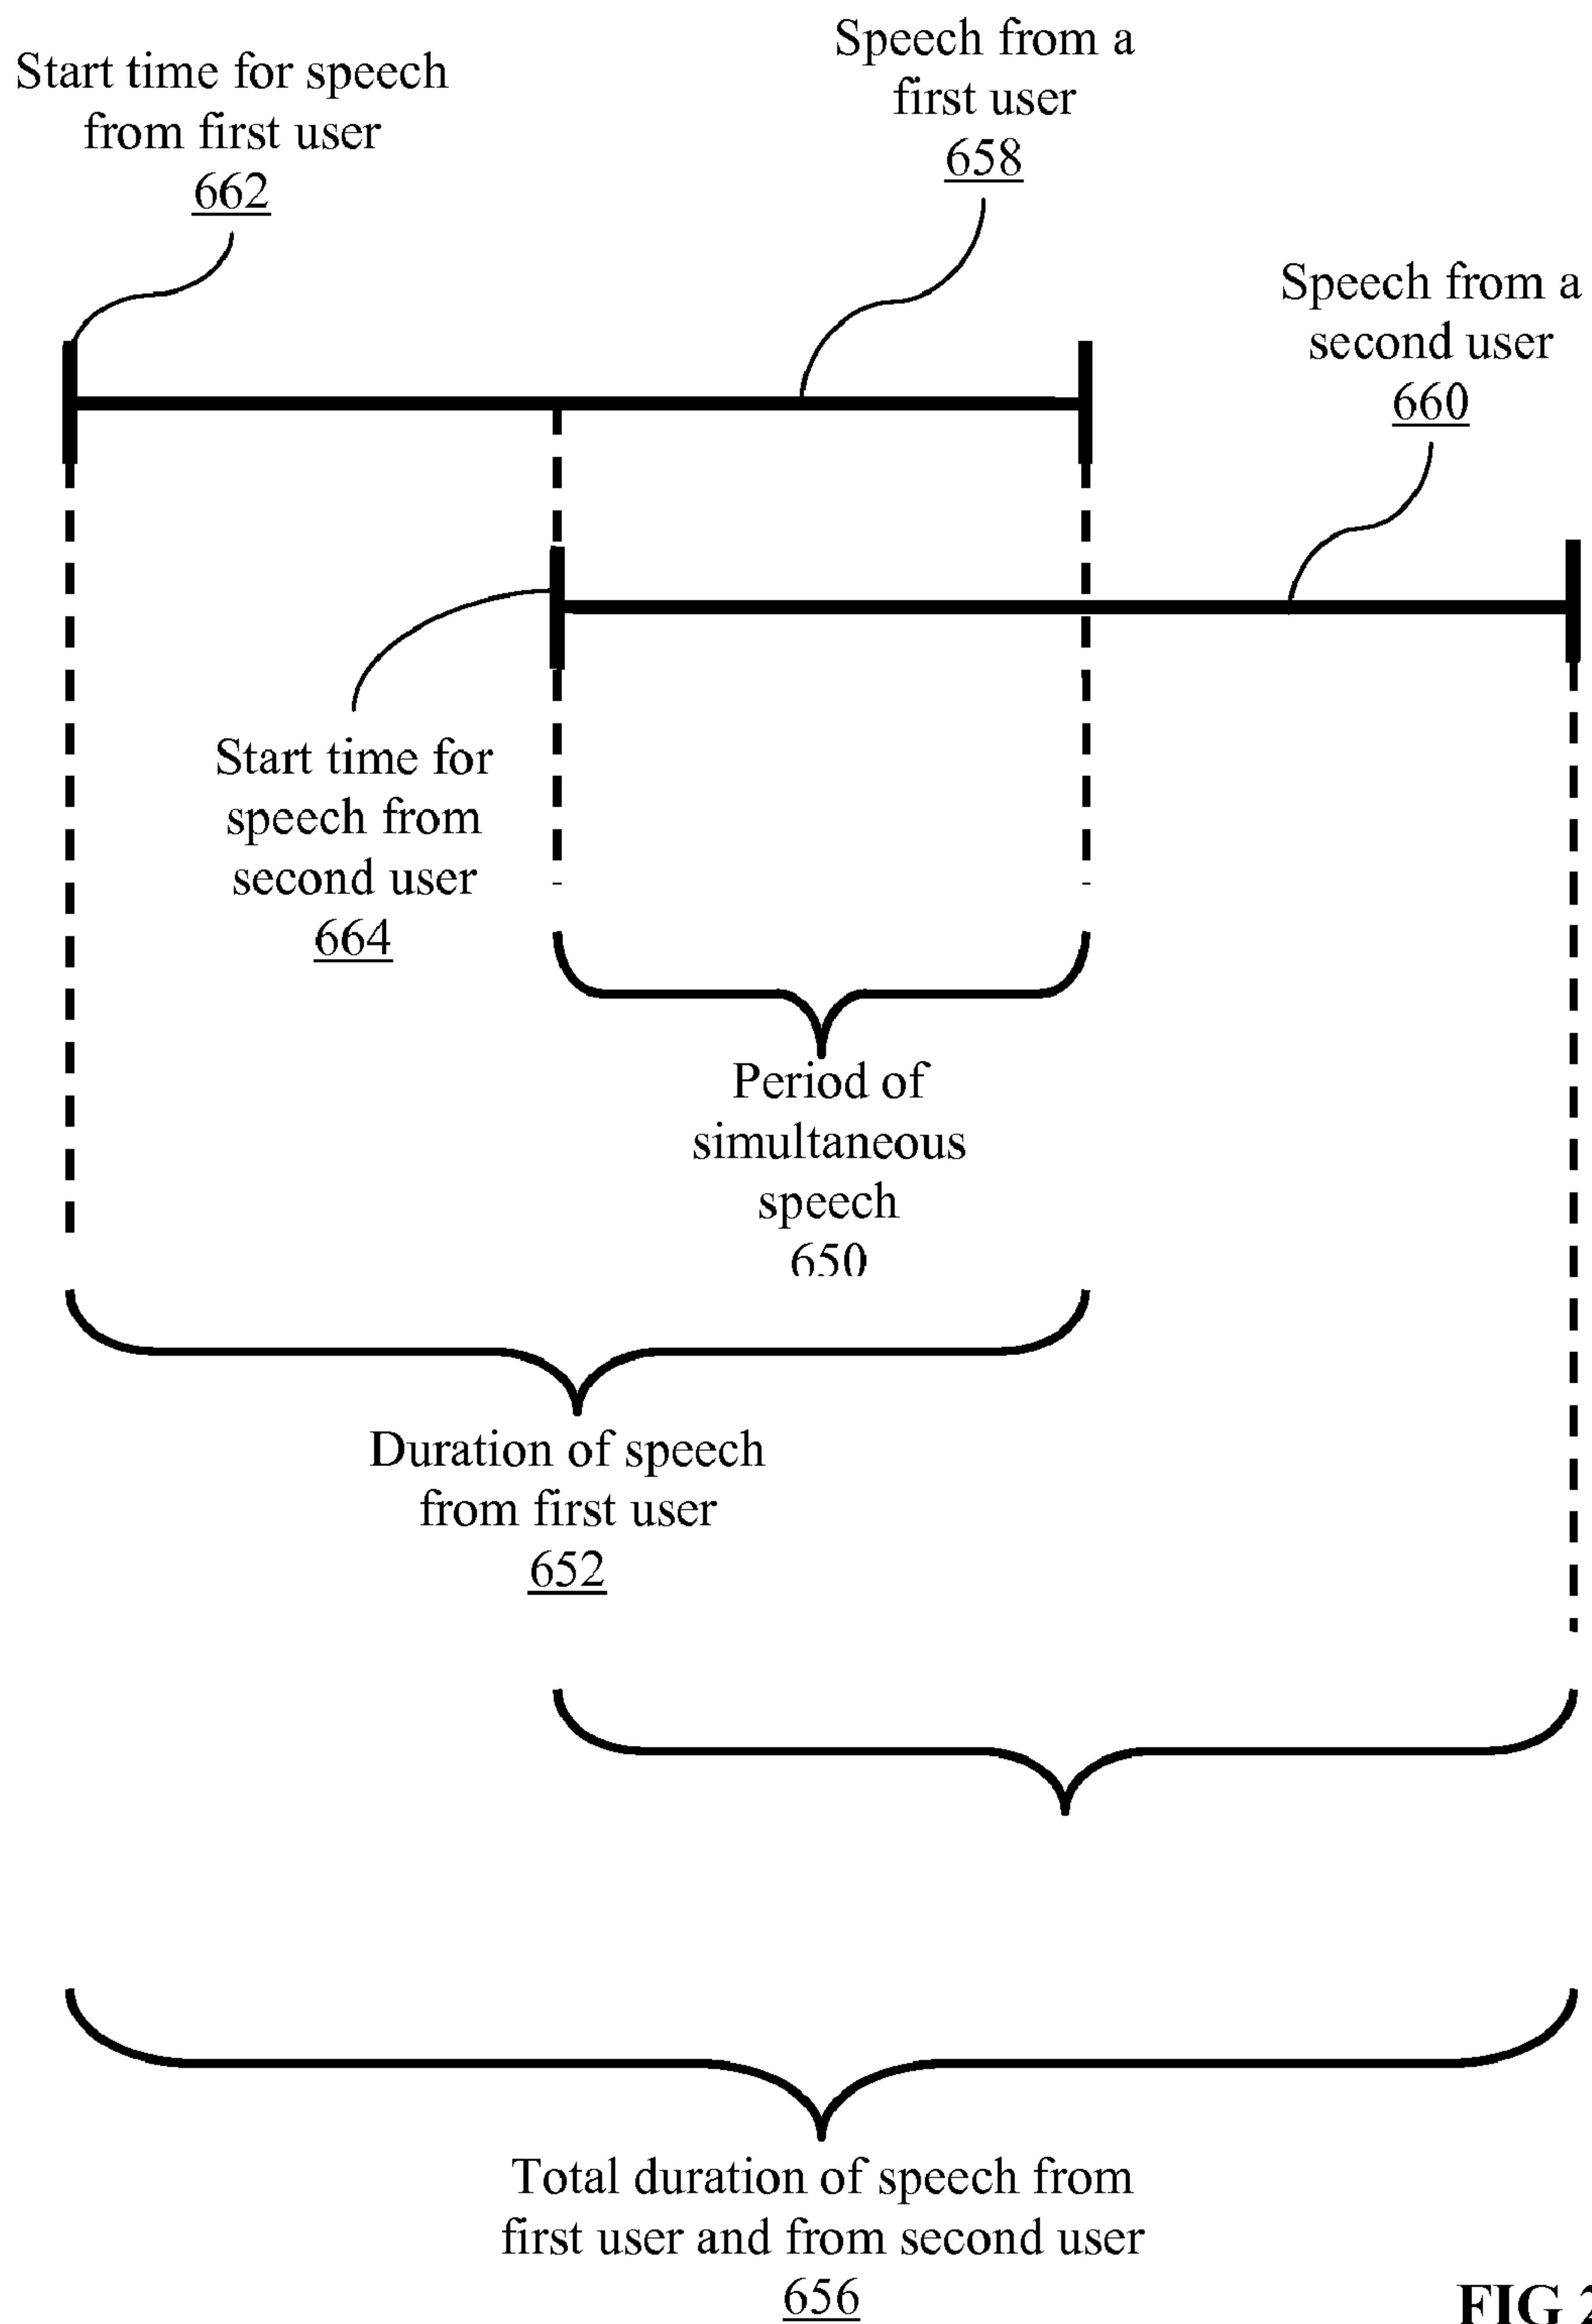 Speech from a
first user
658
Start time for speech
from first user
662
Speech from a
second user
660
Start time for
speech from
second user
664
Period of
simultaneous
speech
650
Duration of speech
from first user
652
Total duration of speech from
first user and from second user
656
FIG 2